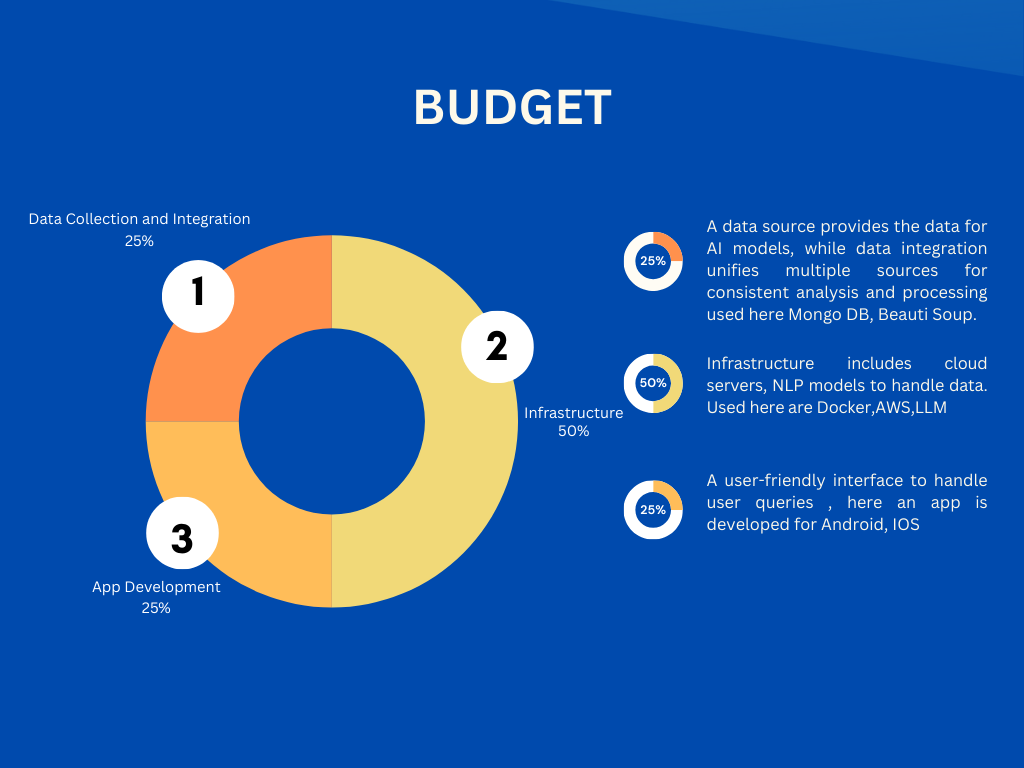 BUDGET
Data Collection and Integration
25%
1
2
Infrastructure
50%
3
App Development
25%
25%
A data source provides the data for
AI models, while data integration
unifies multiple sources for
consistent analysis and processing
used here Mongo DB, Beauti Soup.
50%
Infrastructure includes cloud
servers, NLP models to handle data.
Used here are Docker,AWS,LLM
25%
A user-friendly interface to handle
user queries , here an app is
developed for Android, IOS